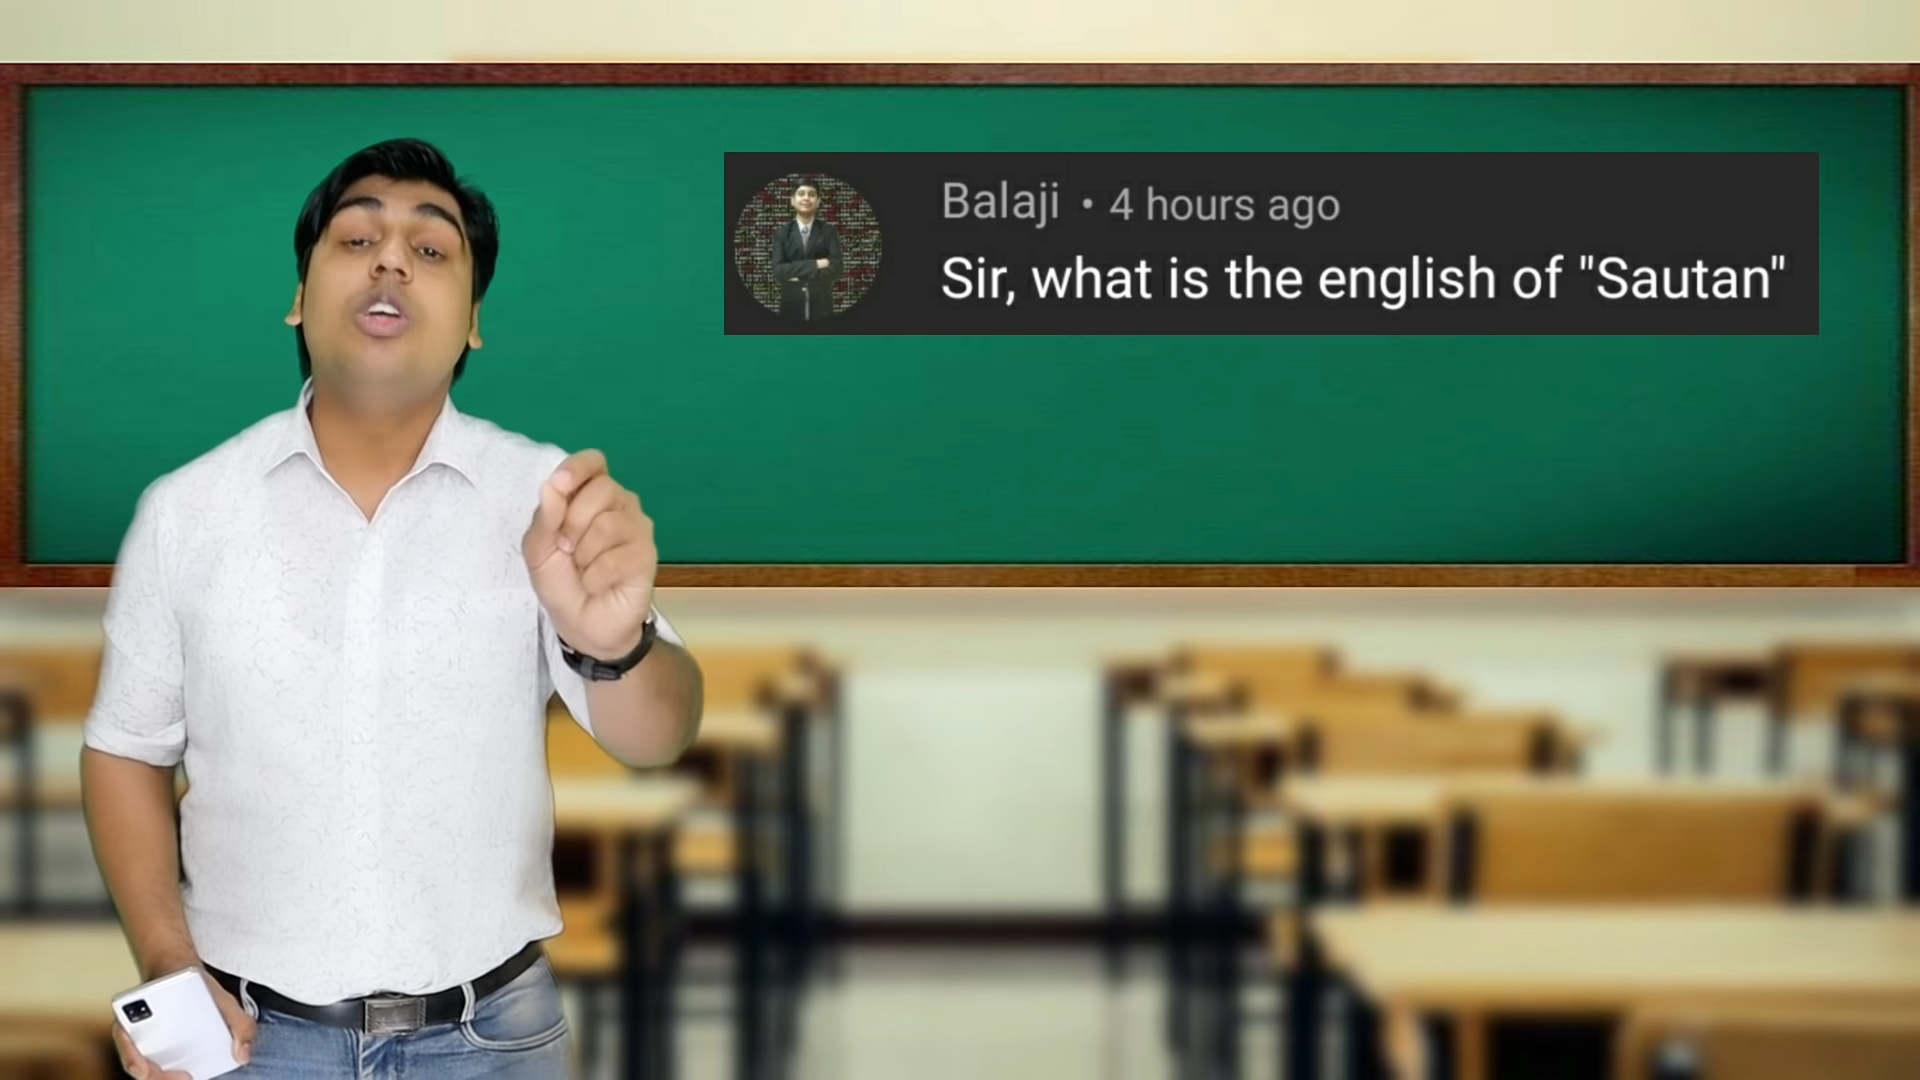 Balaji • 4 hours ago
Sir, what is the english of "Sautan"